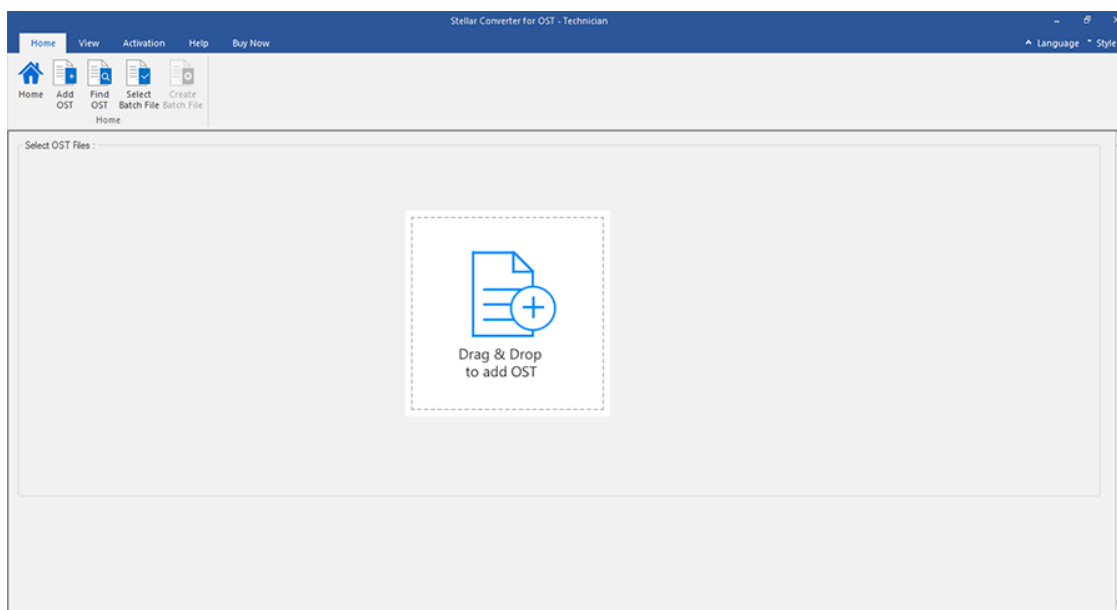 Stellar Converter for OST - Technician
Home View Activation Help Buy Now Language Style
Home Add Find Select Create
OST OST Batch File Batch File
Home
Select OST Files :
Drag & Drop
to add OST